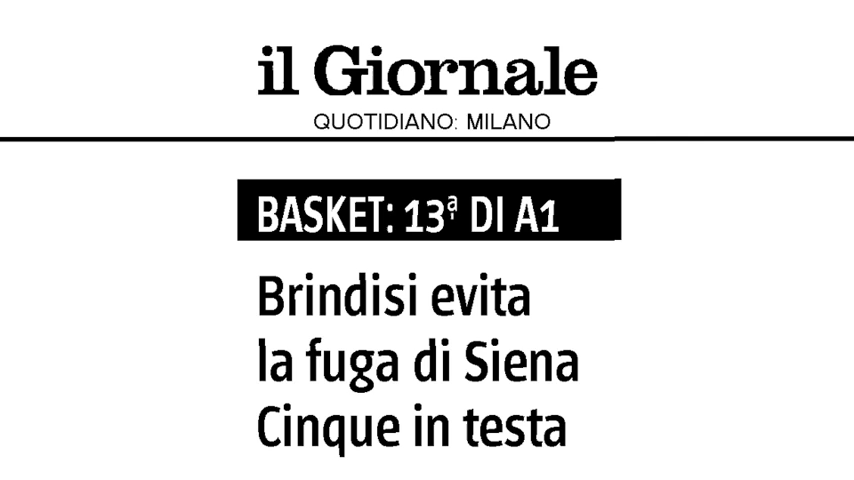 il Giornale
QUOTIDIANO: MILANO
BASKET: 13ª DI A1
Brindisi evita
la fuga di Siena
Cinque in testa